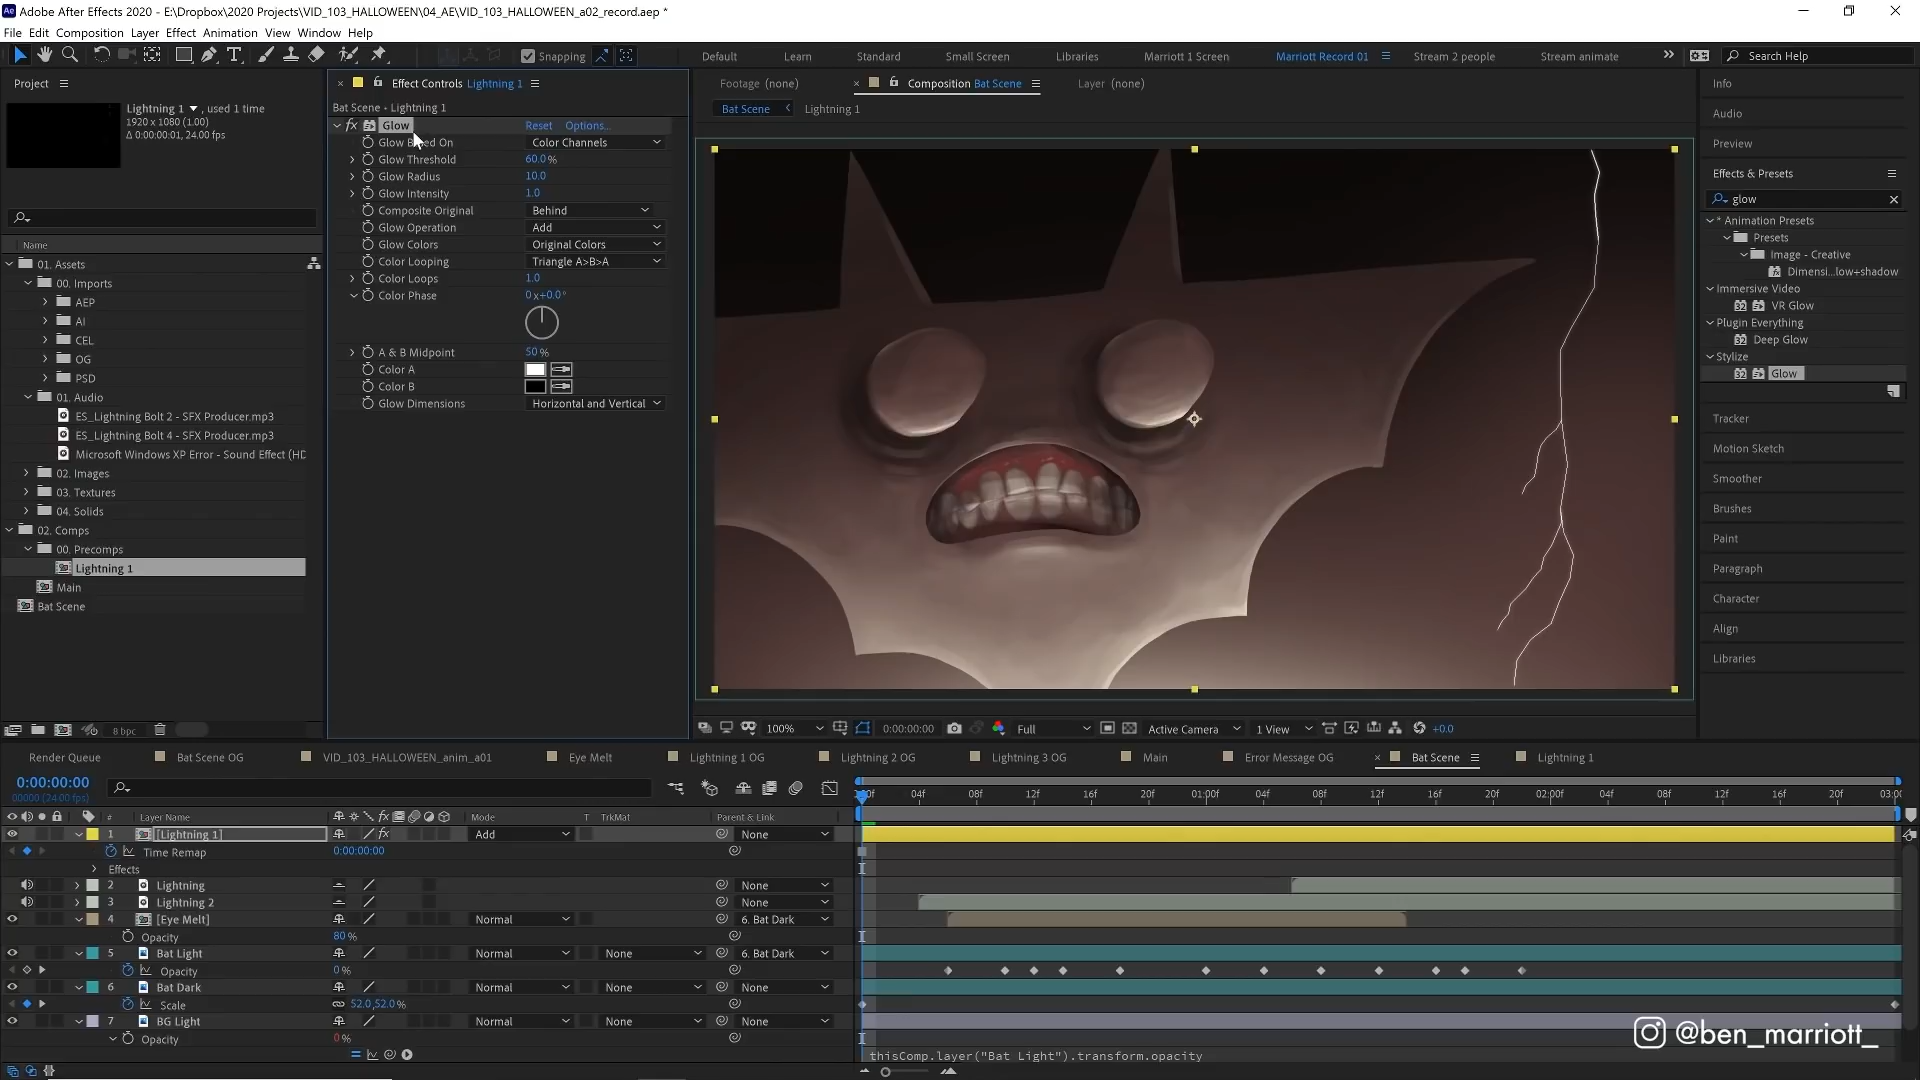 Adobe After Effects 2020 - E:\Dropbox\2020 Projects\VID_103_HALLOWEEN\04_AE\VID_103_HALLOWEEN_a02_record.aep *
File Edit Composition Layer Effect Animation View Window Help
Snapping Default Learn Standard Small Screen Libraries Marriott 1 Screen Marriott Record 01 Stream 2 people Stream animate Search Help
Project
Lightning 1 , used 1 time
1920 x 1080 (1.00)
Δ 0:00:00:01, 24.00 fps
Name
01. Assets
00. Imports
AEP
AI
CEL
OG
PSD
01. Audio
ES_Lightning Bolt 2 - SFX Producer.mp3
ES_Lightning Bolt 4 - SFX Producer.mp3
Microsoft Windows XP Error - Sound Effect (HD
02. Images
03. Textures
04. Solids
02. Comps
00. Precomps
Lightning 1
Main
Bat Scene
8 bpc
Effect Controls Lightning 1
Bat Scene • Lightning 1
fx Glow Reset Options...
Glow Based On Color Channels
Glow Threshold 60.0%
Glow Radius 10.0
Glow Intensity 1.0
Composite Original Behind
Glow Operation Add
Glow Colors Original Colors
Color Looping Triangle A>B>A
Color Loops 1.0
Color Phase 0x+0.0°
A & B Midpoint 50%
Color A
Color B
Glow Dimensions Horizontal and Vertical
Footage (none) Composition Bat Scene Layer (none)
Bat Scene Lightning 1
100% 0:00:00:00 Full Active Camera 1 View +0.0
Info
Audio
Preview
Effects & Presets
glow
* Animation Presets
Presets
Image - Creative
Dimensi...low+shadow
Immersive Video
VR Glow
Plugin Everything
Deep Glow
Stylize
Glow
Tracker
Motion Sketch
Smoother
Brushes
Paint
Paragraph
Character
Align
Libraries
Render Queue Bat Scene OG VID_103_HALLOWEEN_anim_a01 Eye Melt Lightning 1 OG Lightning 2 OG Lightning 3 OG Main Error Message OG Bat Scene Lightning 1
0:00:00:00
00000 (24.00 fps)
04f 08f 12f 16f 20f 01:00f 04f 08f 12f 16f 20f 02:00f 04f 08f 12f 16f 20f
# Layer Name Mode T TrkMat Parent & Link
1 [Lightning 1] Add None
Time Remap 0:00:00:00
Effects
2 Lightning None
3 Lightning 2 None
4 [Eye Melt] Normal 6. Bat Dark
Opacity 80%
5 Bat Light Normal None 6. Bat Dark
Opacity 0%
6 Bat Dark Normal None None
Scale 52.0,52.0%
7 BG Light Normal None None
Opacity 0%
thisComp.layer("Bat Light").transform.opacity
@ben_marriott_